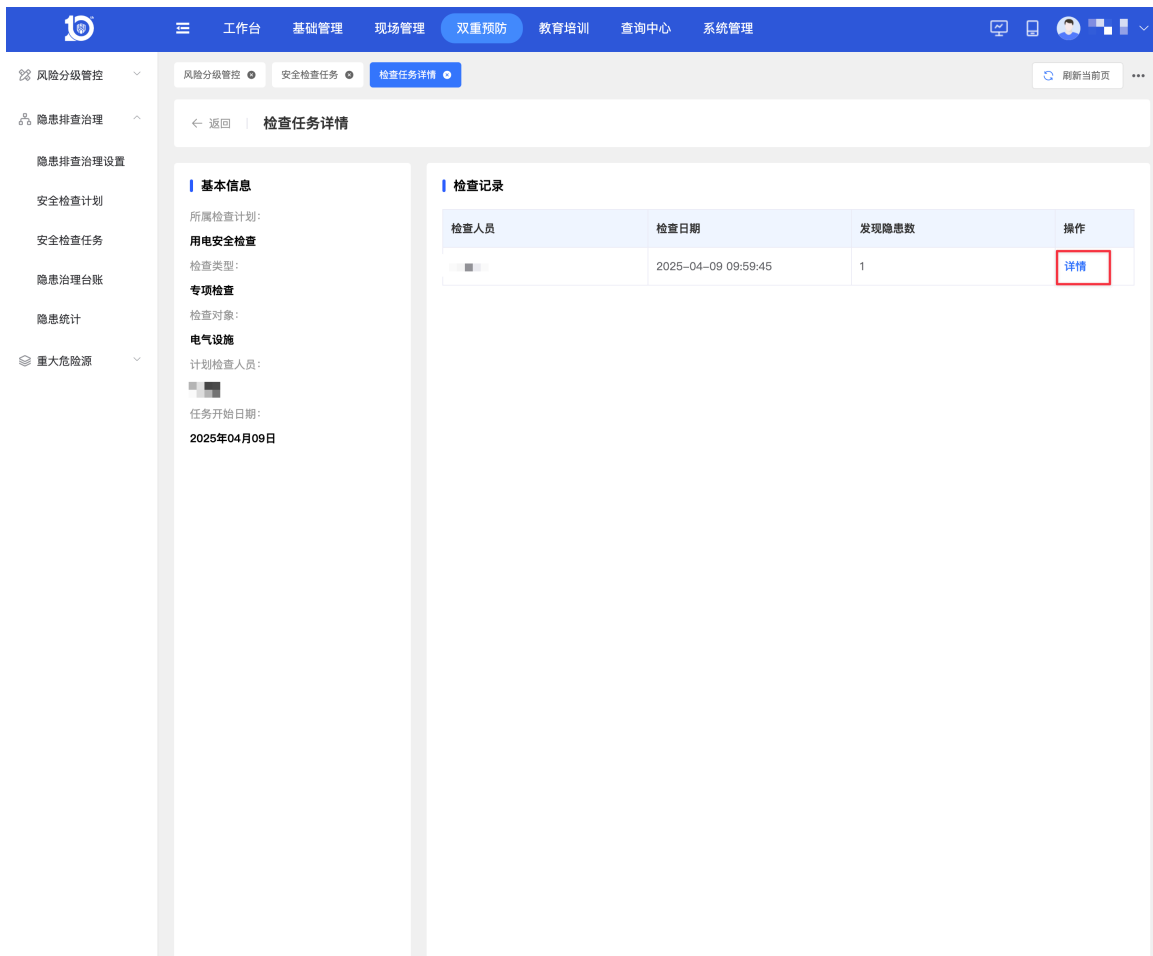 工作台 基础管理 现场管理 双重预防 教育培训 查询中心 系统管理
风险分级管控
隐患排查治理
隐患排查治理设置
安全检查计划
安全检查任务
隐患治理台账
隐患统计
重大危险源
风险分级管控 安全检查任务 检查任务详情 刷新当前页
返回 检查任务详情
基本信息
所属检查计划:
用电安全检查
检查类型:
专项检查
检查对象:
电气设施
计划检查人员:
任务开始日期:
2025年04月09日
检查记录
检查人员 检查日期 发现隐患数 操作
2025-04-09 09:59:45 1 详情